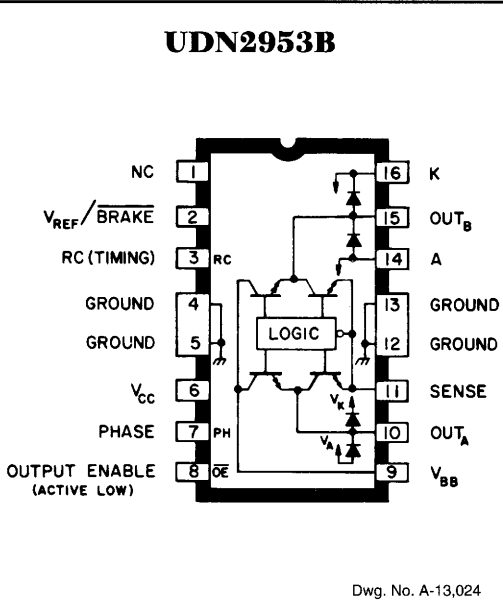 UDN2953B
NC 1 16 K
V_REF/B̅R̅A̅K̅E̅ 2 15 OUT_B
RC (TIMING) 3 RC 14 A
GROUND 4 13 GROUND
LOGIC
GROUND 5 12 GROUND
V_CC 6 11 SENSE
V_K
PHASE 7 PH 10 OUT_A
V_A
OUTPUT ENABLE 8 O̅E̅ 9 V_BB
(ACTIVE LOW)
Dwg. No. A-13,024